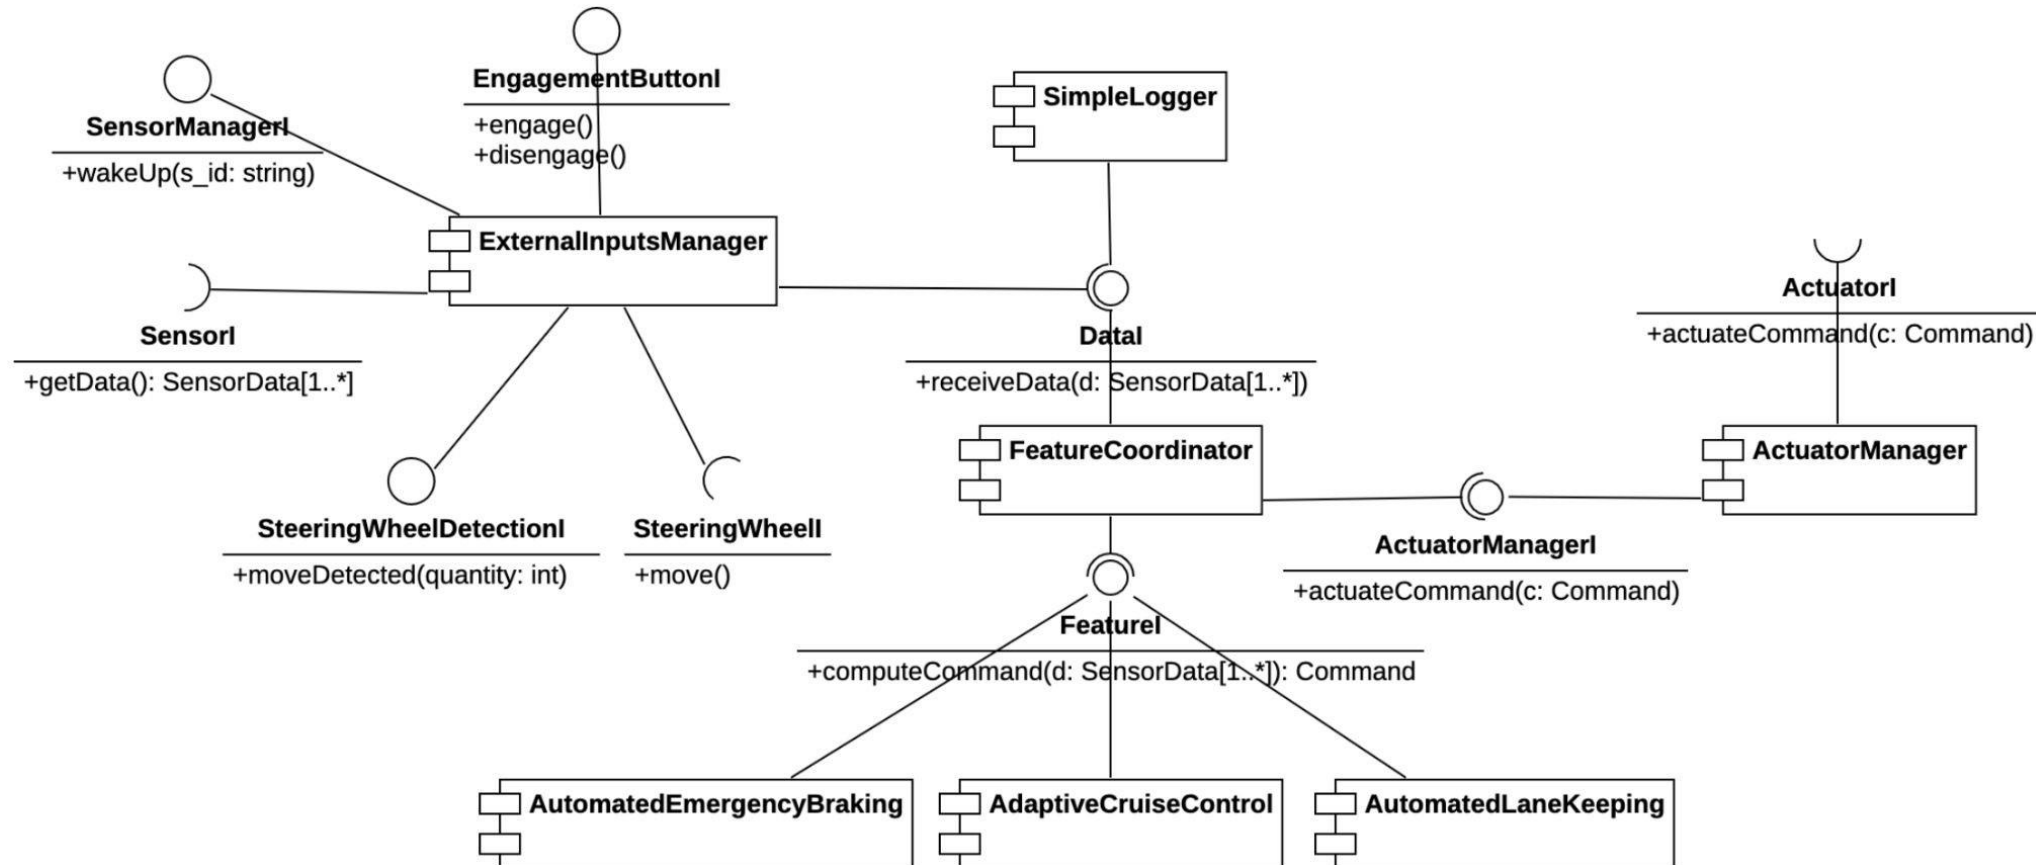 EngagementButtonI
+engage()
+disengage()
SensorManagerI
+wakeUp(s_id: string)
SimpleLogger
ExternalInputsManager
SensorI
+getData(): SensorData[1..*]
DataI
+receiveData(d: SensorData[1..*])
ActuatorI
+actuateCommand(c: Command)
FeatureCoordinator
ActuatorManager
SteeringWheelDetectionI
+moveDetected(quantity: int)
SteeringWheelI
+move()
ActuatorManagerI
+actuateCommand(c: Command)
FeatureI
+computeCommand(d: SensorData[1..*]): Command
AutomatedEmergencyBraking
AdaptiveCruiseControl
AutomatedLaneKeeping